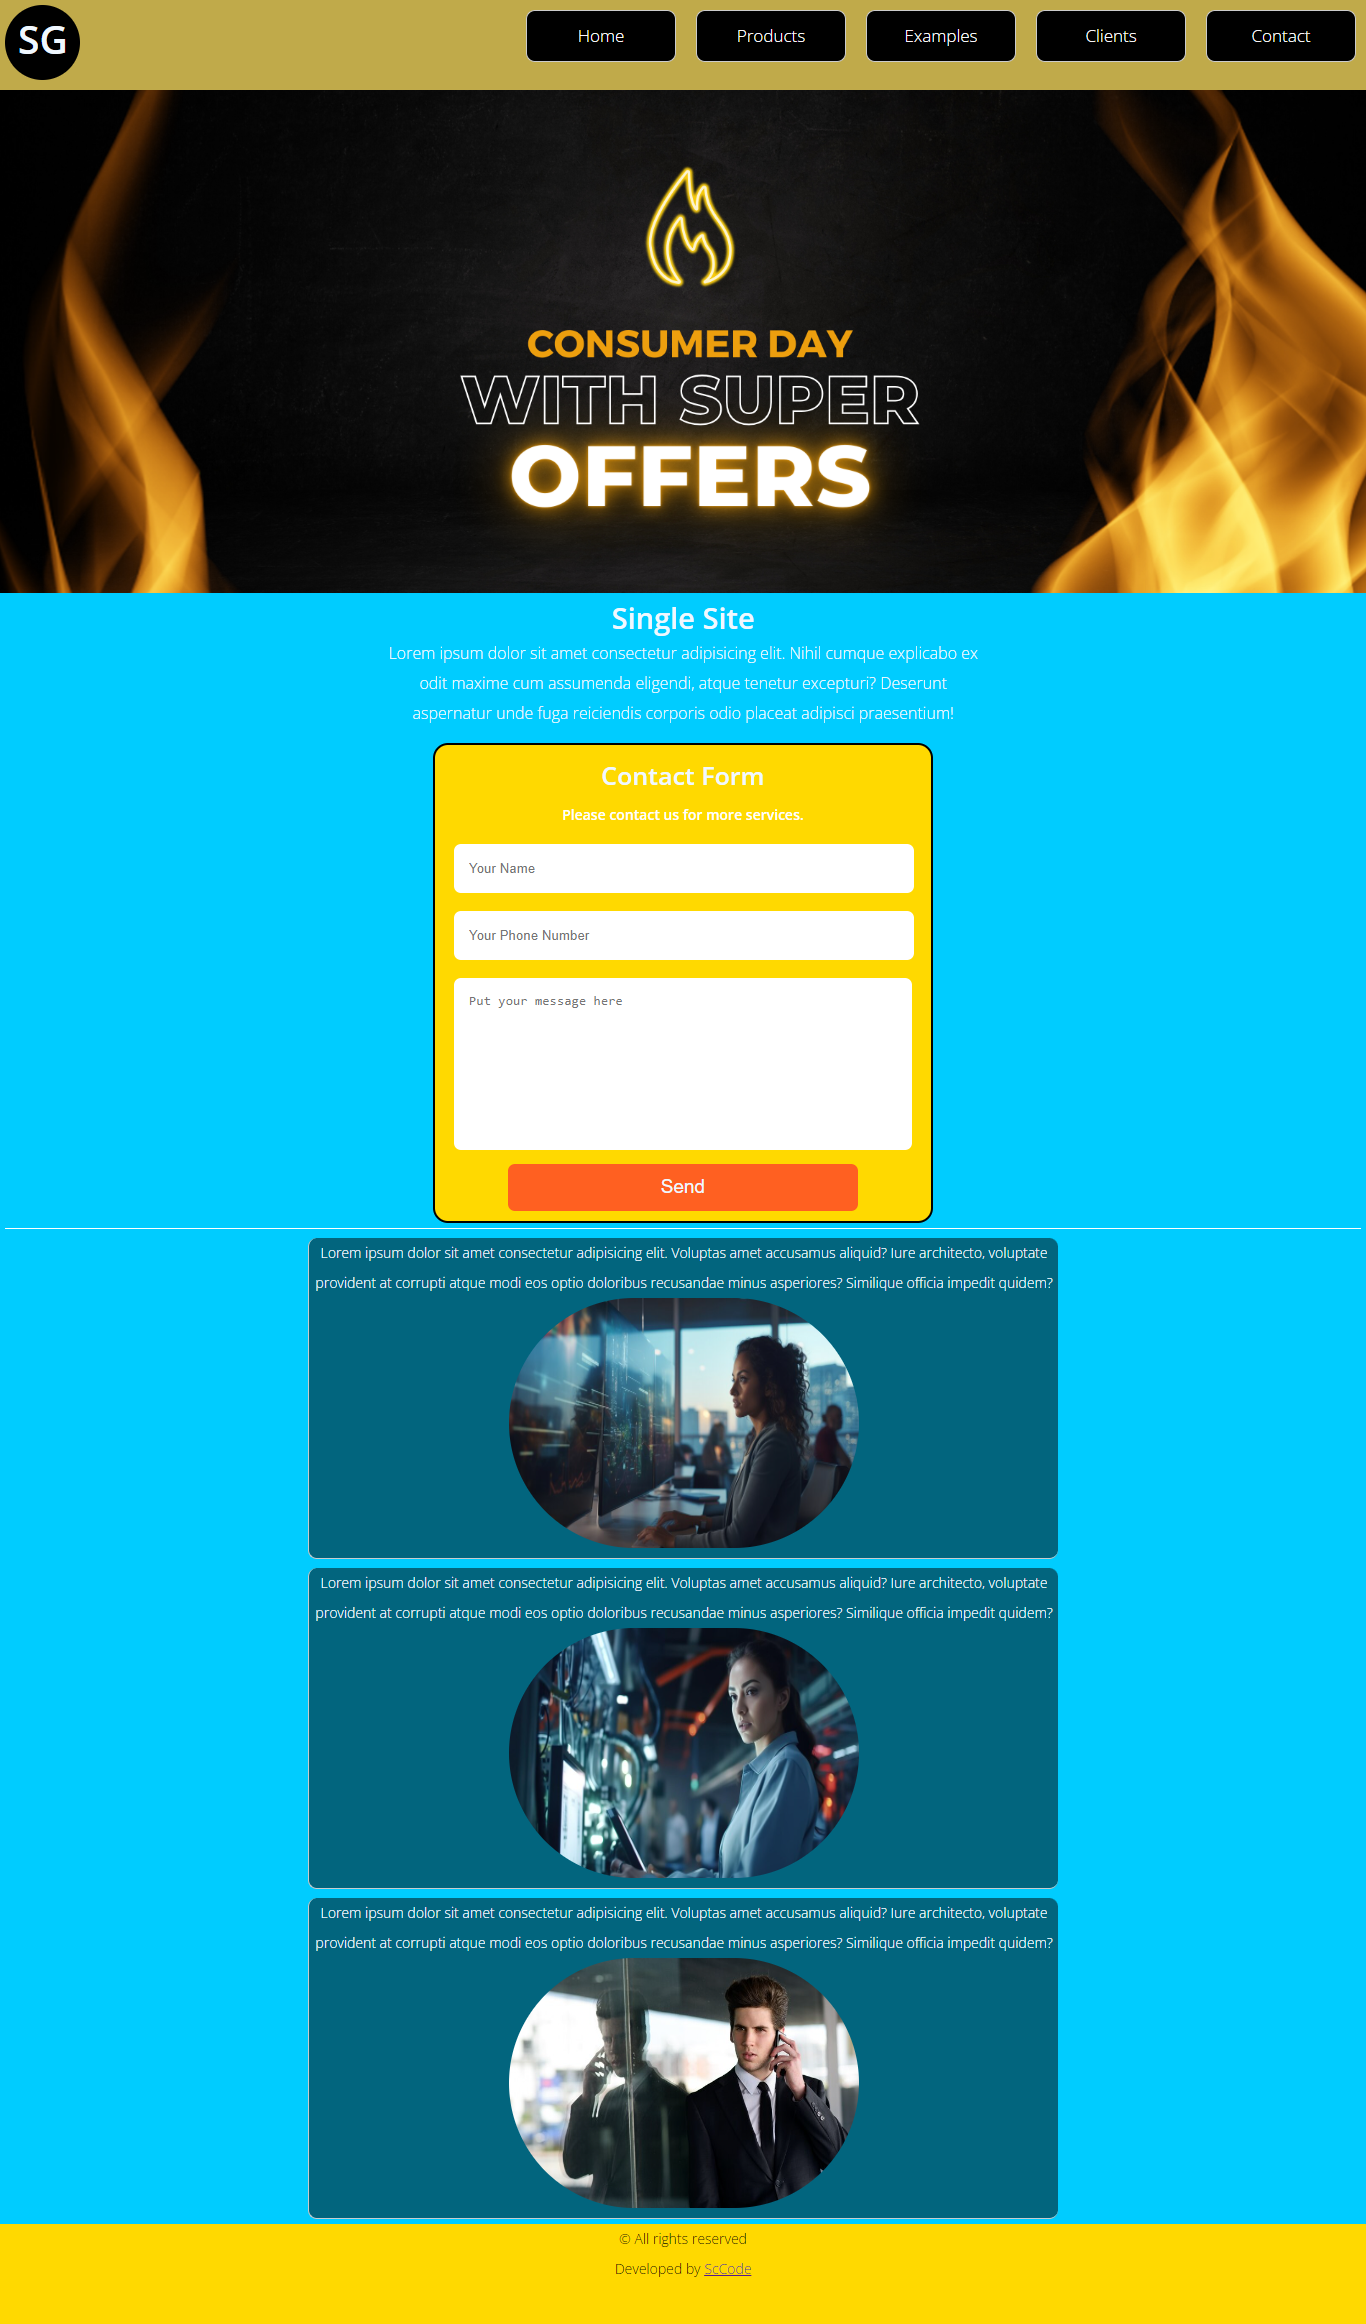 SG
Home
Products
Examples
Clients
Contact
CONSUMER DAY
WITH SUPER
OFFERS
Single Site
Lorem ipsum dolor sit amet consectetur adipisicing elit. Nihil cumque explicabo ex
odit maxime cum assumenda eligendi, atque tenetur excepturi? Deserunt
aspernatur unde fuga reiciendis corporis odio placeat adipisci praesentium!
Contact Form
Please contact us for more services.
Your Name
Your Phone Number
Put your message here
Send
Lorem ipsum dolor sit amet consectetur adipisicing elit. Voluptas amet accusamus aliquid? Iure architecto, voluptate
provident at corrupti atque modi eos optio doloribus recusandae minus asperiores? Similique officia impedit quidem?
Lorem ipsum dolor sit amet consectetur adipisicing elit. Voluptas amet accusamus aliquid? Iure architecto, voluptate
provident at corrupti atque modi eos optio doloribus recusandae minus asperiores? Similique officia impedit quidem?
Lorem ipsum dolor sit amet consectetur adipisicing elit. Voluptas amet accusamus aliquid? Iure architecto, voluptate
provident at corrupti atque modi eos optio doloribus recusandae minus asperiores? Similique officia impedit quidem?
© All rights reserved
Developed by ScCode